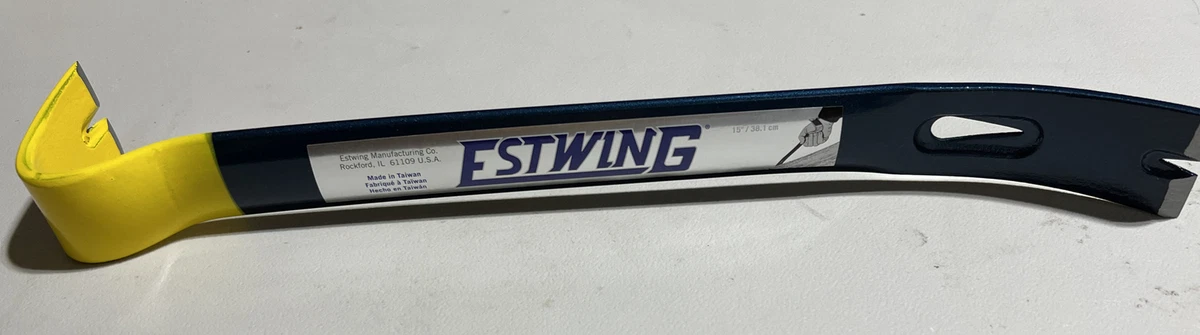 Estwing Manufacturing Co.
Rockford, IL 61109 U.S.A.
Made in Taiwan
Fabriqué à Taiwan
Hecho en Taiwán
ESTWING®
15"/38.1 cm